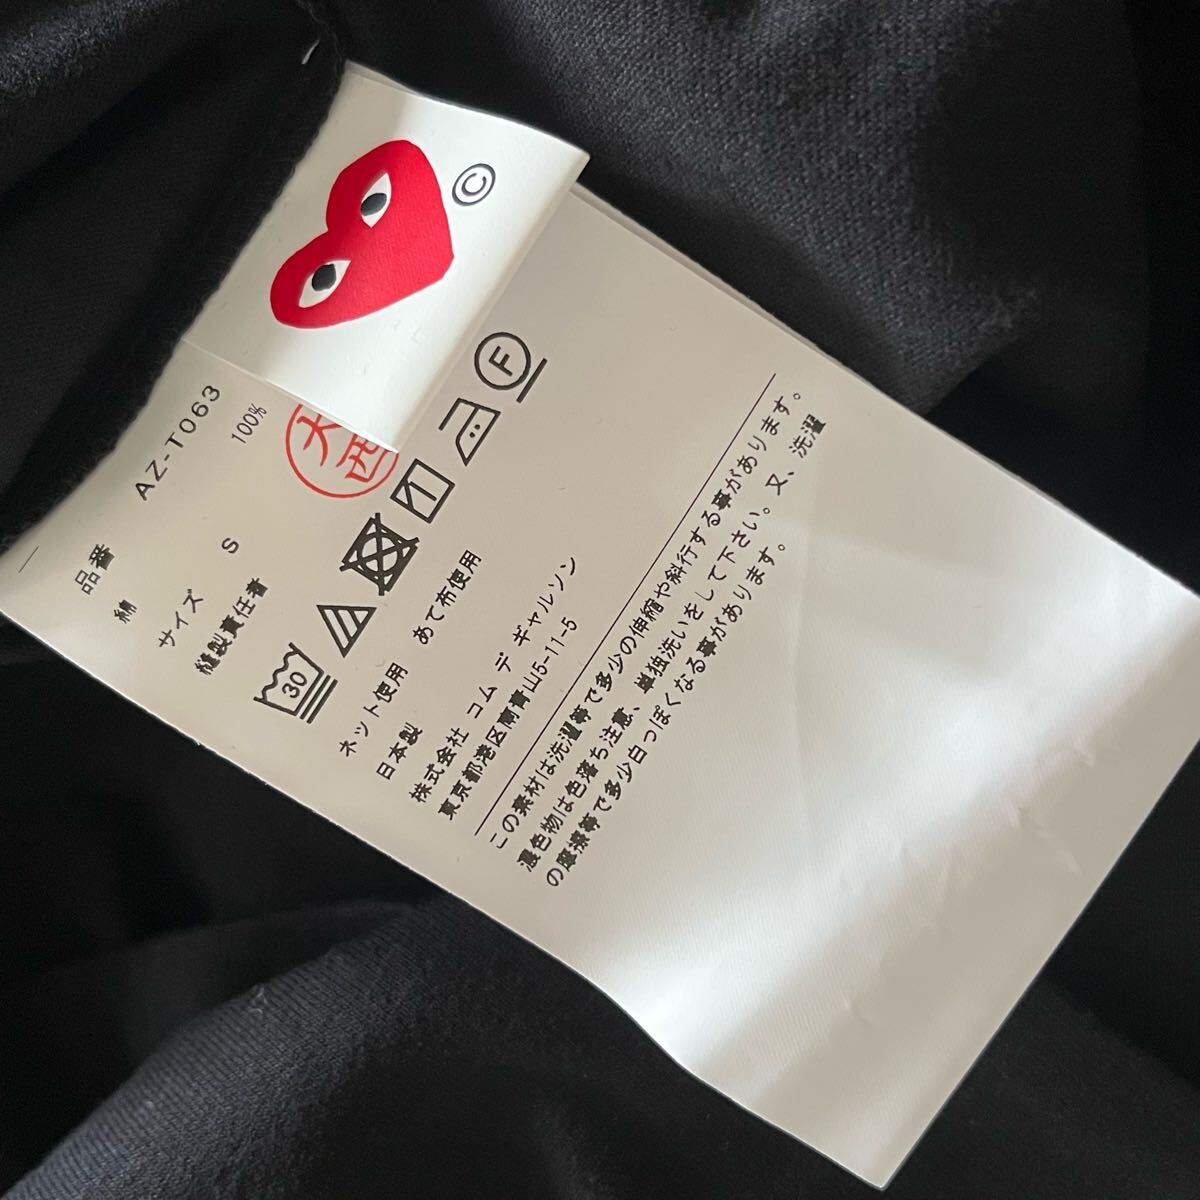 ©
品番 AZ-T063
綿 100%
サイズ S
縫製責任者 大西
30
F
ネット使用 あて布使用
日本製
株式会社 コム デ ギャルソン
東京都港区南青山5-11-5
この素材は洗濯等で多少の伸縮や斜行する事があります。
濃色物は色落ち注意、単独洗いをして下さい。又、洗濯
の摩擦等で多少白っぽくなる事があります。